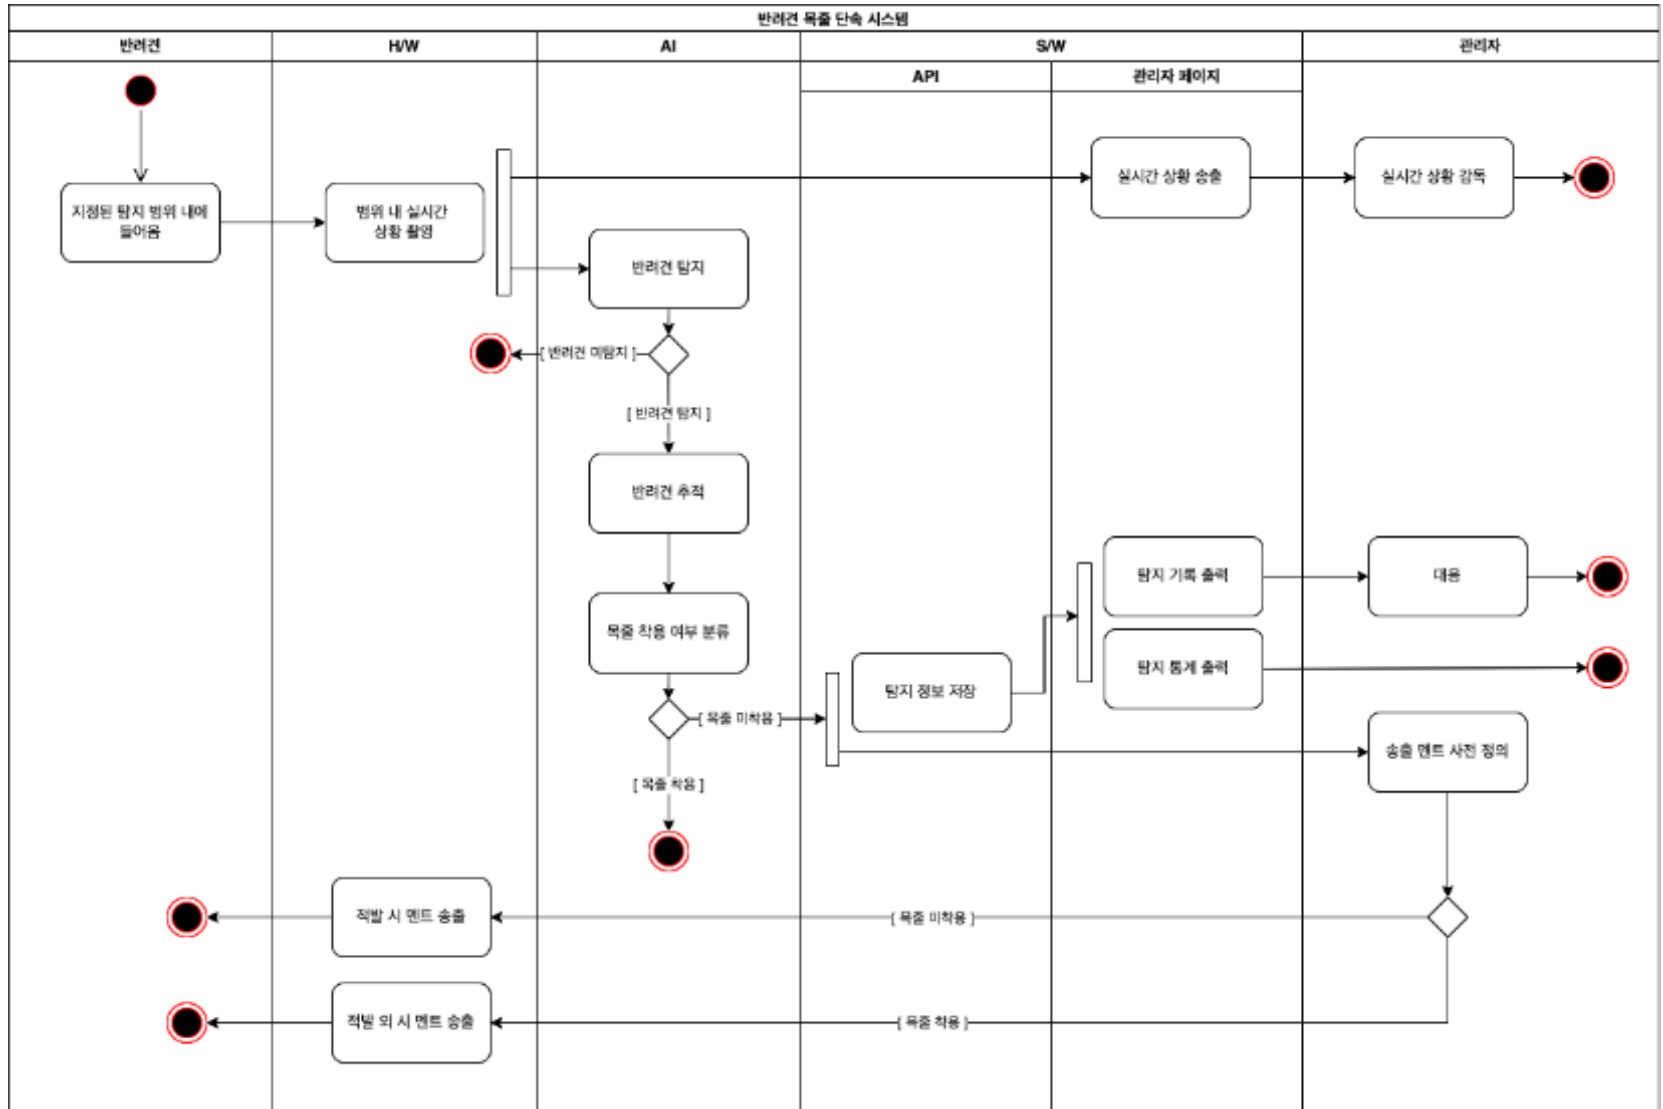 반려견 목줄 단속 시스템
반려견
H/W
AI
S/W
관리자
API
관리자 페이지
지정된 탐지 범위 내에
들어옴
범위 내 실시간
상황 촬영
실시간 상황 송출
실시간 상황 감독
반려견 탐지
[ 반려견 미탐지 ]
[ 반려견 탐지 ]
반려견 추적
목줄 착용 여부 분류
탐지 기록 출력
대응
탐지 통계 출력
탐지 정보 저장
[ 목줄 미착용 ]
송출 멘트 사전 정의
[ 목줄 착용 ]
적발 시 멘트 송출
[ 목줄 미착용 ]
적발 외 시 멘트 송출
[ 목줄 착용 ]